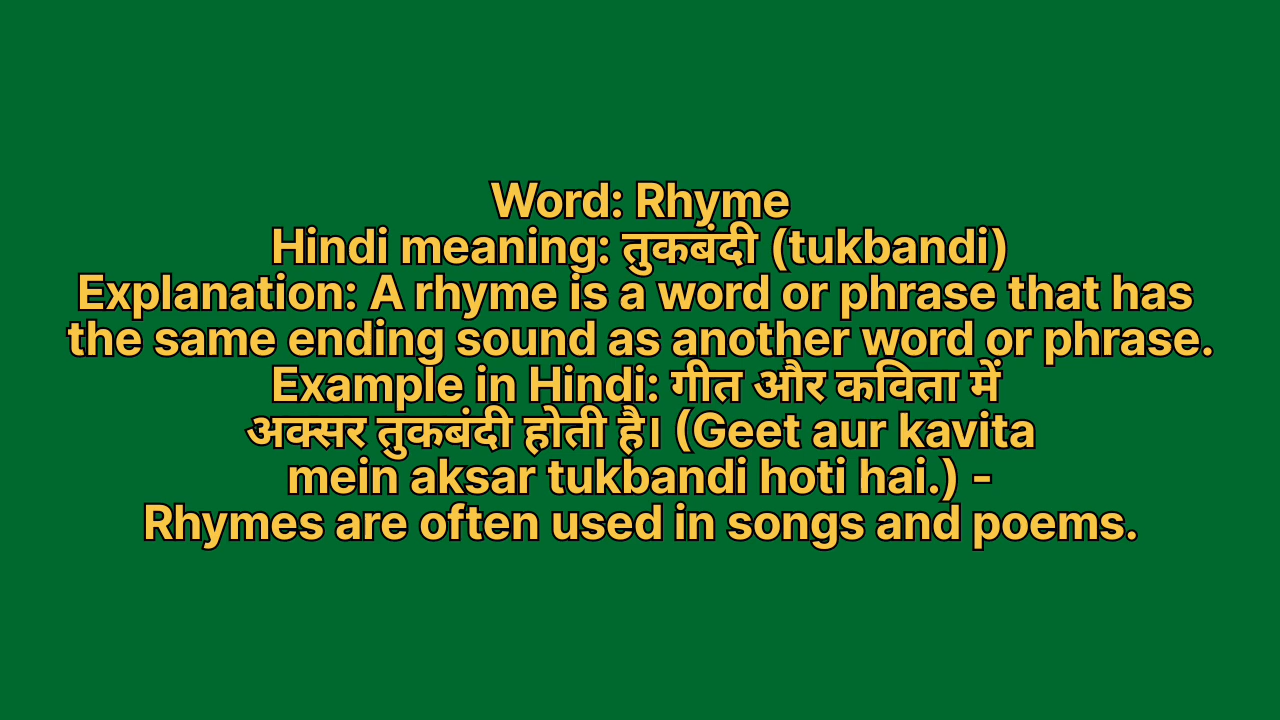 Word: Rhyme
Hindi meaning: तुकबंदी (tukbandi)
Explanation: A rhyme is a word or phrase that has
the same ending sound as another word or phrase.
Example in Hindi: गीत और कविता में
अक्सर तुकबंदी होती है। (Geet aur kavita
mein aksar tukbandi hoti hai.) -
Rhymes are often used in songs and poems.